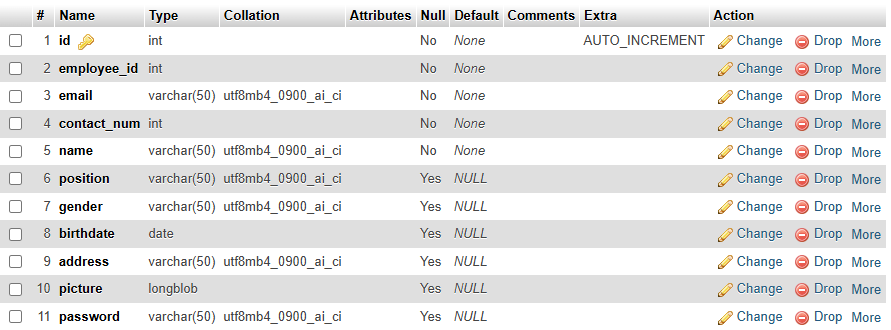 # Name Type Collation Attributes Null Default Comments Extra Action
1 id int No None AUTO_INCREMENT Change Drop More
2 employee_id int No None Change Drop More
3 email varchar(50) utf8mb4_0900_ai_ci No None Change Drop More
4 contact_num int No None Change Drop More
5 name varchar(50) utf8mb4_0900_ai_ci No None Change Drop More
6 position varchar(50) utf8mb4_0900_ai_ci Yes NULL Change Drop More
7 gender varchar(50) utf8mb4_0900_ai_ci Yes NULL Change Drop More
8 birthdate date Yes NULL Change Drop More
9 address varchar(50) utf8mb4_0900_ai_ci Yes NULL Change Drop More
10 picture longblob Yes NULL Change Drop More
11 password varchar(50) utf8mb4_0900_ai_ci Yes NULL Change Drop More